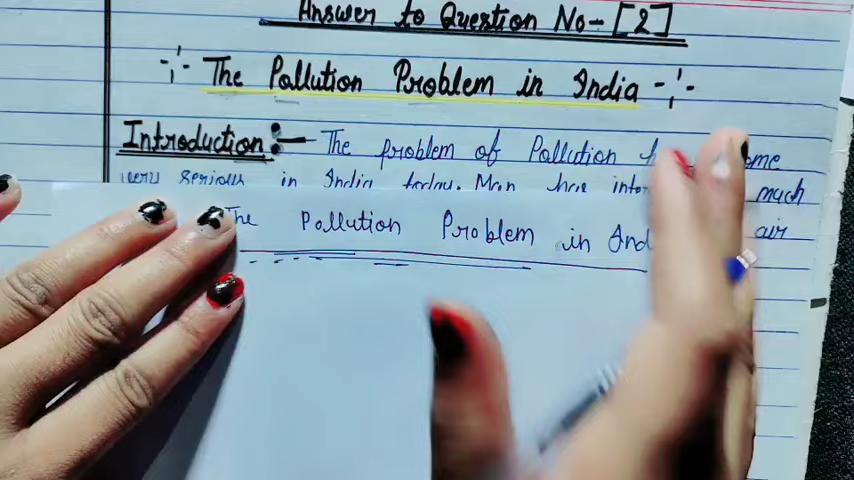 Answer to Question No- [2]
The Pollution Problem in India
Introduction :- The problem of Pollution
very serious in India today. Man has much
The Pollution Problem in air